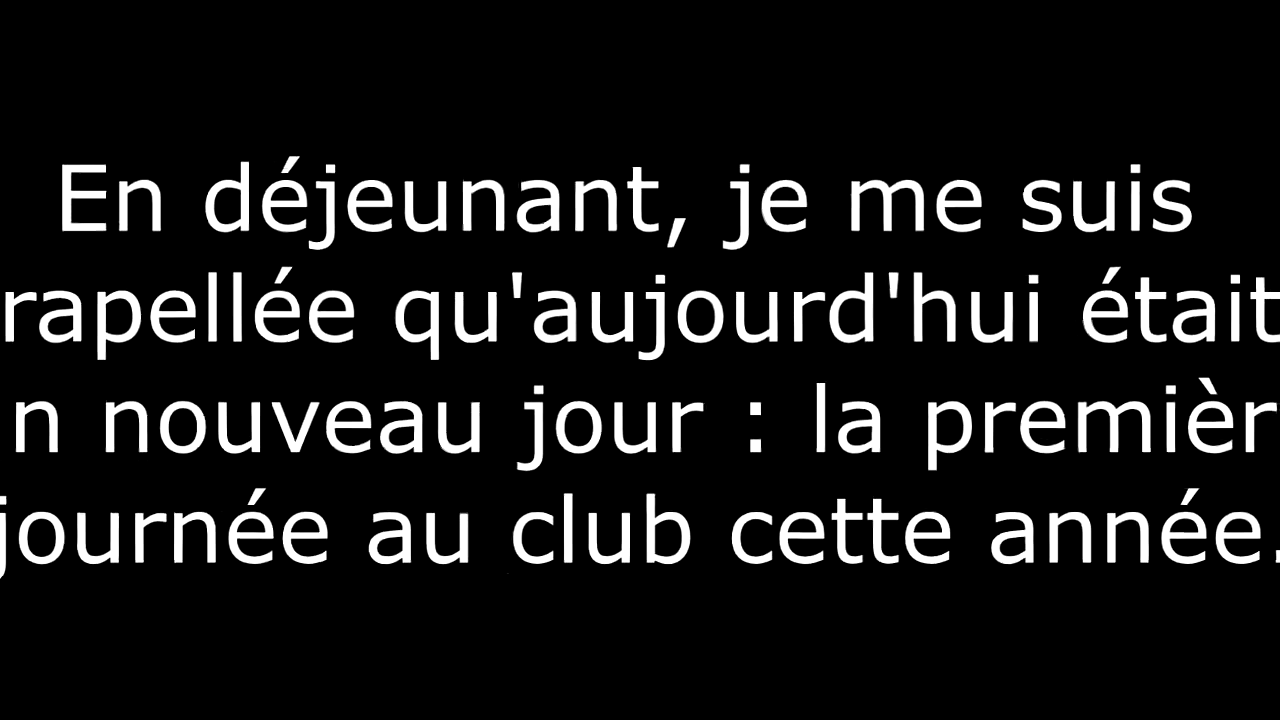 En déjeunant, je me suis
rapellée qu'aujourd'hui était
n nouveau jour : la premièr
journée au club cette année.